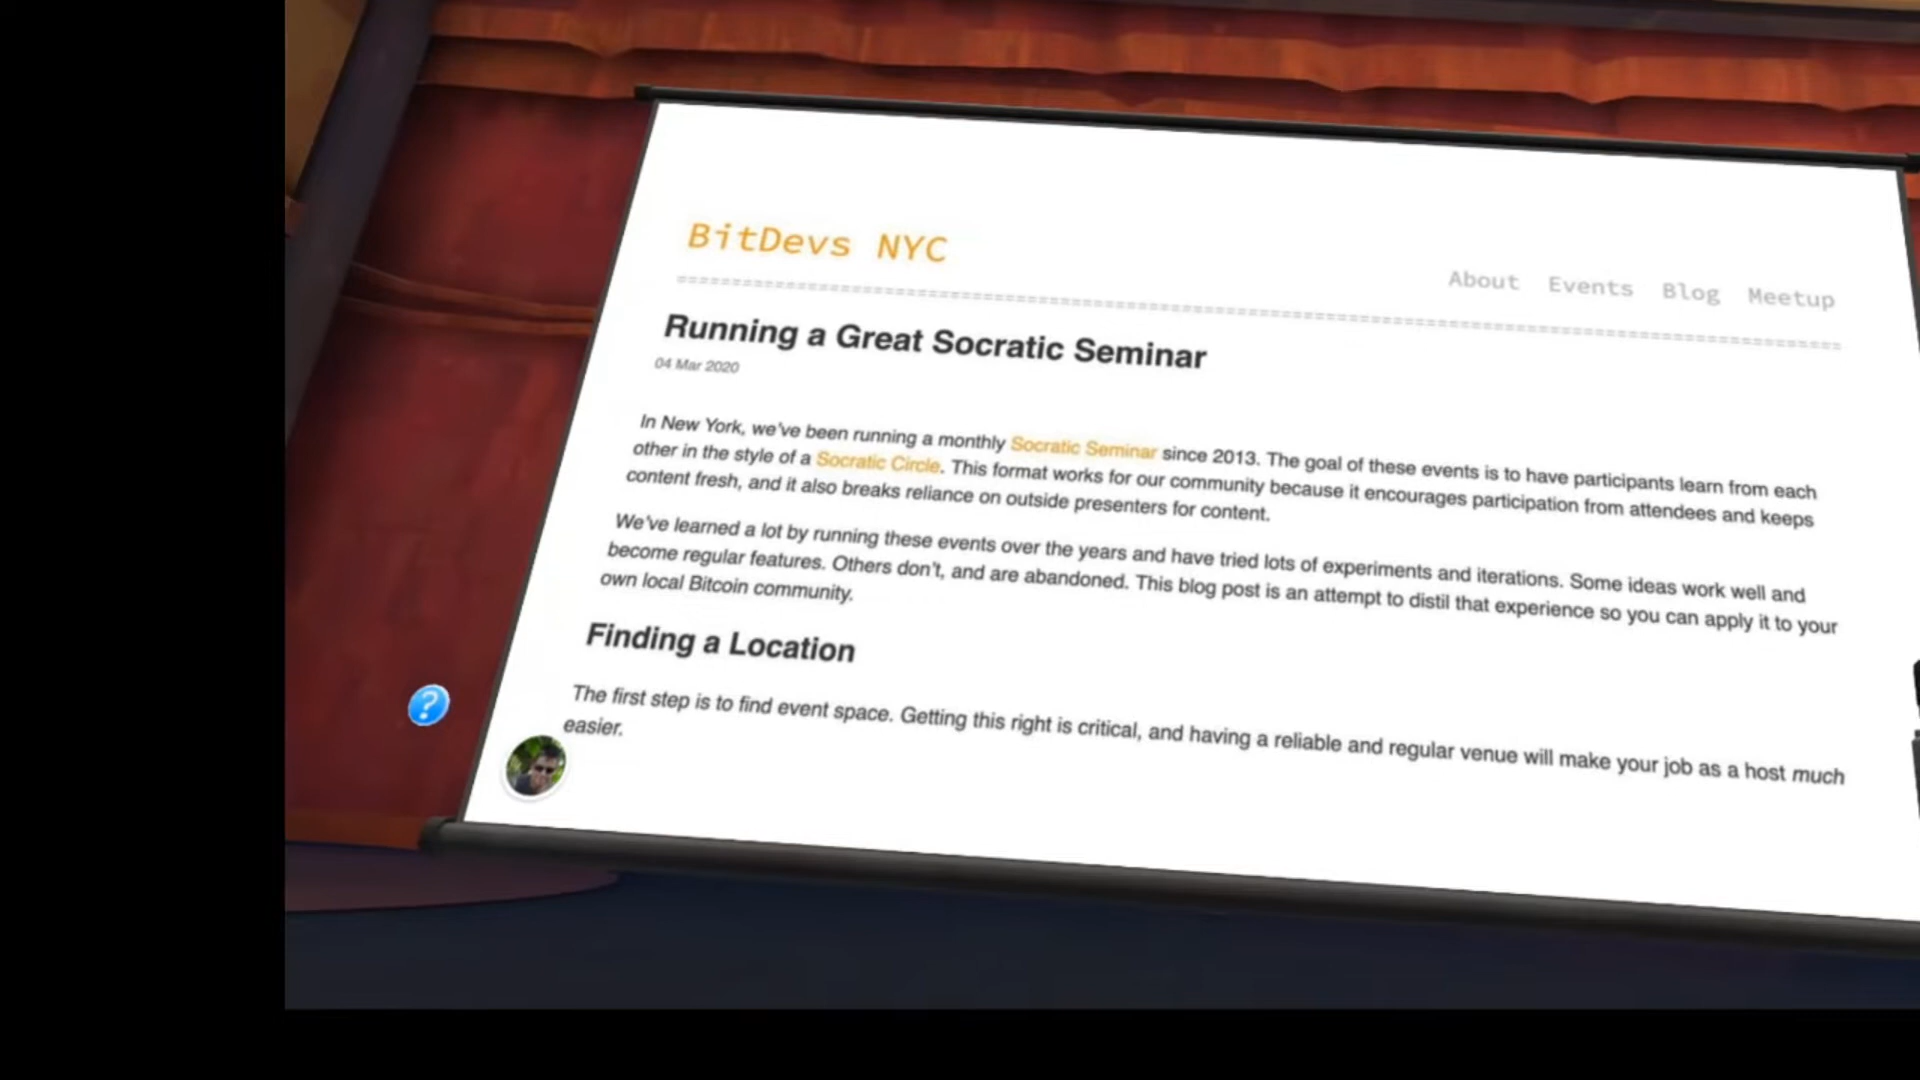 BitDevs NYC
About Events Blog Meetup
Running a Great Socratic Seminar
04 Mar 2020
In New York, we've been running a monthly Socratic Seminar since 2013. The goal of these events is to have participants learn from each
other in the style of a Socratic Circle. This format works for our community because it encourages participation from attendees and keeps
content fresh, and it also breaks reliance on outside presenters for content.
We've learned a lot by running these events over the years and have tried lots of experiments and iterations. Some ideas work well and
become regular features. Others don't, and are abandoned. This blog post is an attempt to distil that experience so you can apply it to your
own local Bitcoin community.
Finding a Location
The first step is to find event space. Getting this right is critical, and having a reliable and regular venue will make your job as a host much
easier.
?